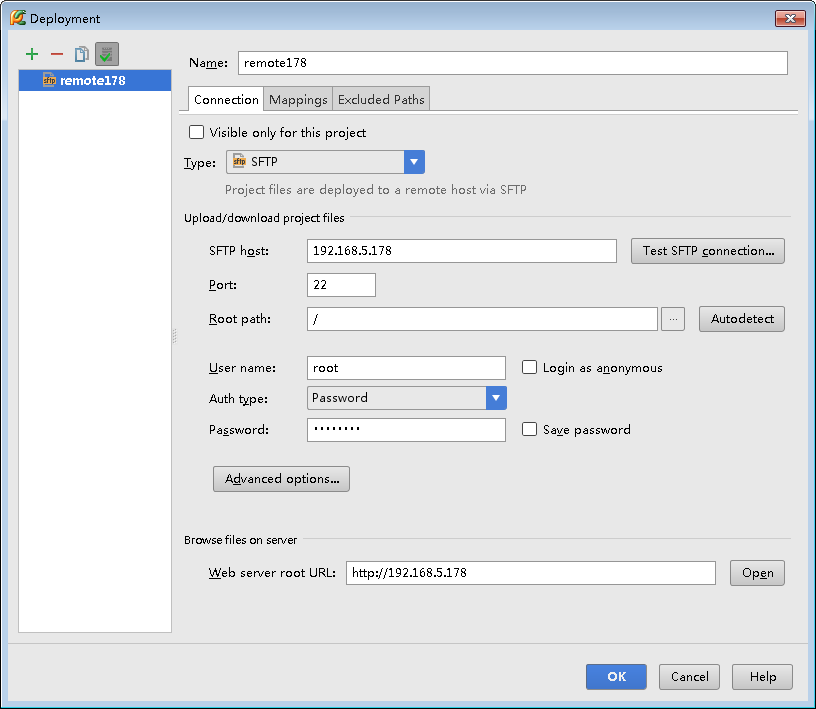 Deployment
remote178
Name: remote178
Connection Mappings Excluded Paths
Visible only for this project
Type: SFTP
Project files are deployed to a remote host via SFTP
Upload/download project files
SFTP host: 192.168.5.178 Test SFTP connection...
Port: 22
Root path: / ... Autodetect
User name: root Login as anonymous
Auth type: Password
Password: •••••••• Save password
Advanced options...
Browse files on server
Web server root URL: http://192.168.5.178 Open
OK Cancel Help